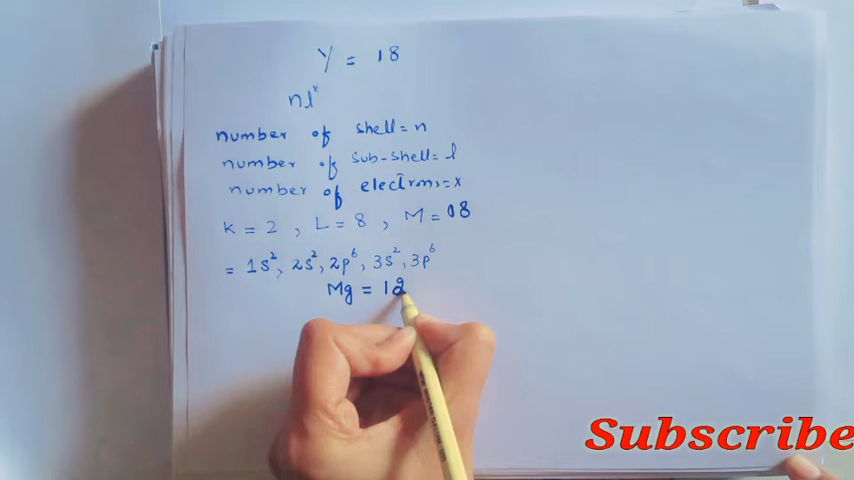 Y = 18
nl^x
number of shell = n
number of sub-shell = l
number of electrons = x
K = 2 , L = 8 , M = 08
= 1s², 2s², 2p⁶, 3s², 3p⁶
Mg = 12
Subscribe